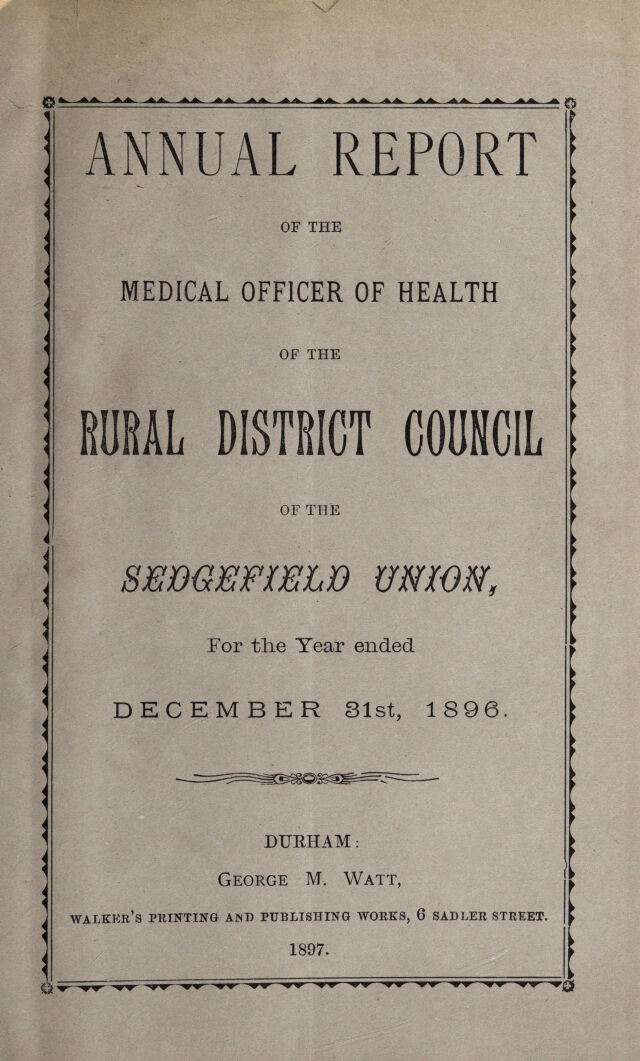 ANNUAL REPORT
OF THE
MEDICAL OFFICER OF HEALTH
OF THE
RURAL DISTRICT COUNCIL
OF THE
SEDGEFIELD UNION,
For the Year ended
DECEMBER 31st, 1896.
DURHAM:
GEORGE M. WATT,
WALKER'S PRINTING AND PUBLISHING WORKS, 6 SADLER STREET.
1897.